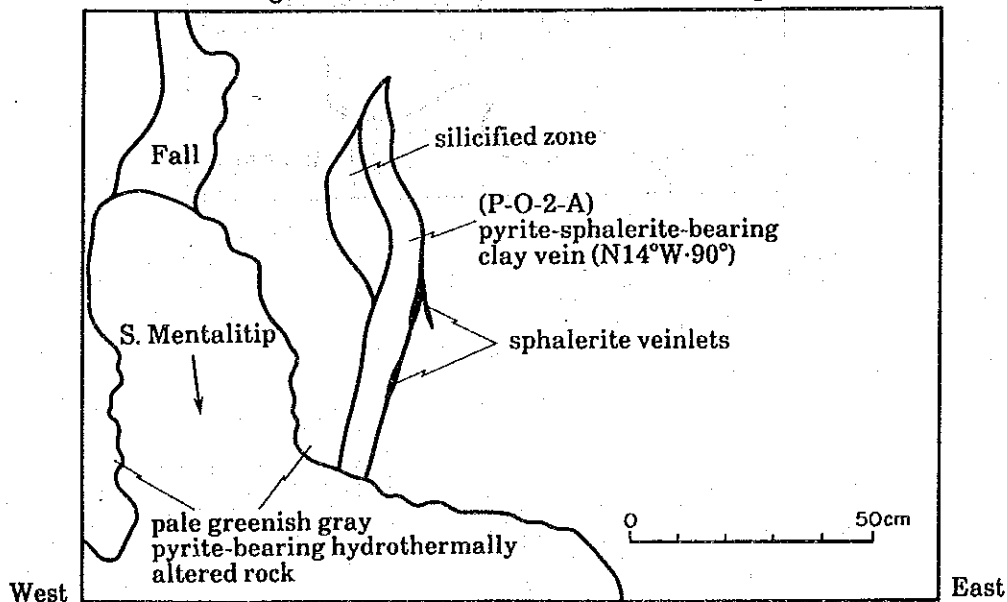 Fall
silicified zone
(P-O-2-A)
pyrite-sphalerite-bearing
clay vein (N14°W·90°)
S. Mentalitip
sphalerite veinlets
pale greenish gray
pyrite-bearing hydrothermally
altered rock
0 50cm
West East